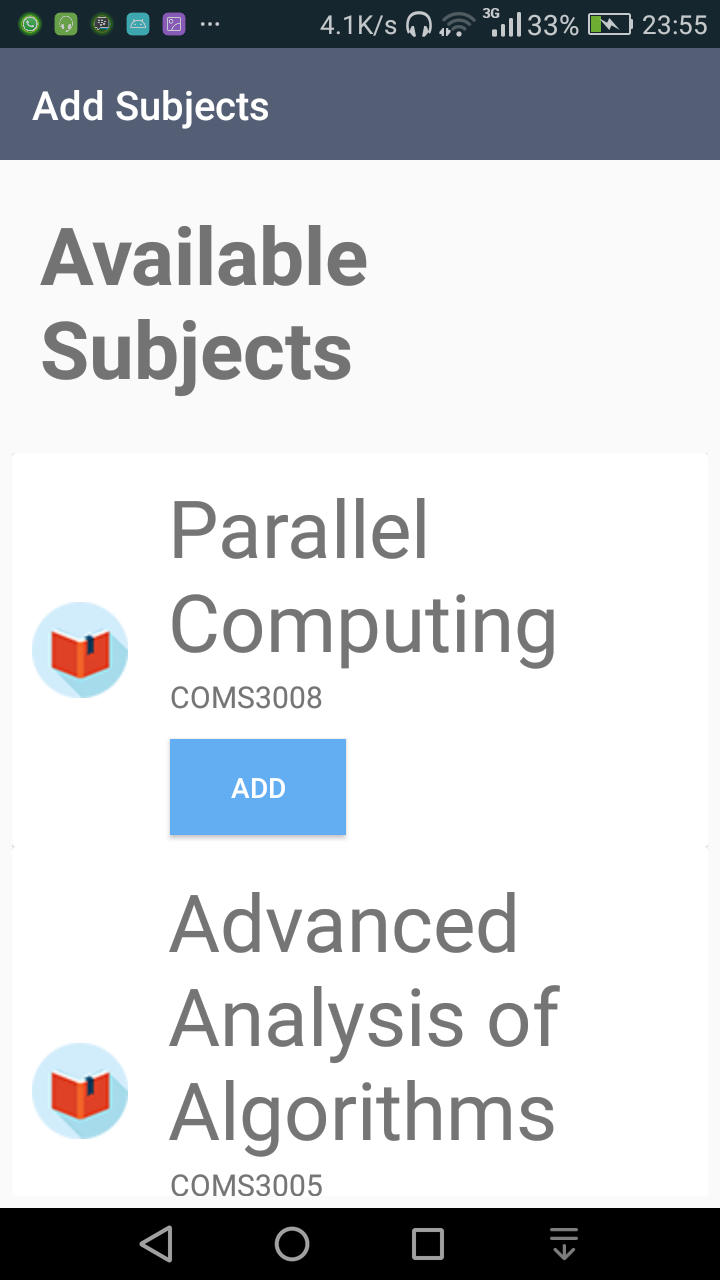 4.1K/s 3G 33% 23:55
Add Subjects
Available
Subjects
Parallel
Computing
COMS3008
ADD
Advanced
Analysis of
Algorithms
COMS3005